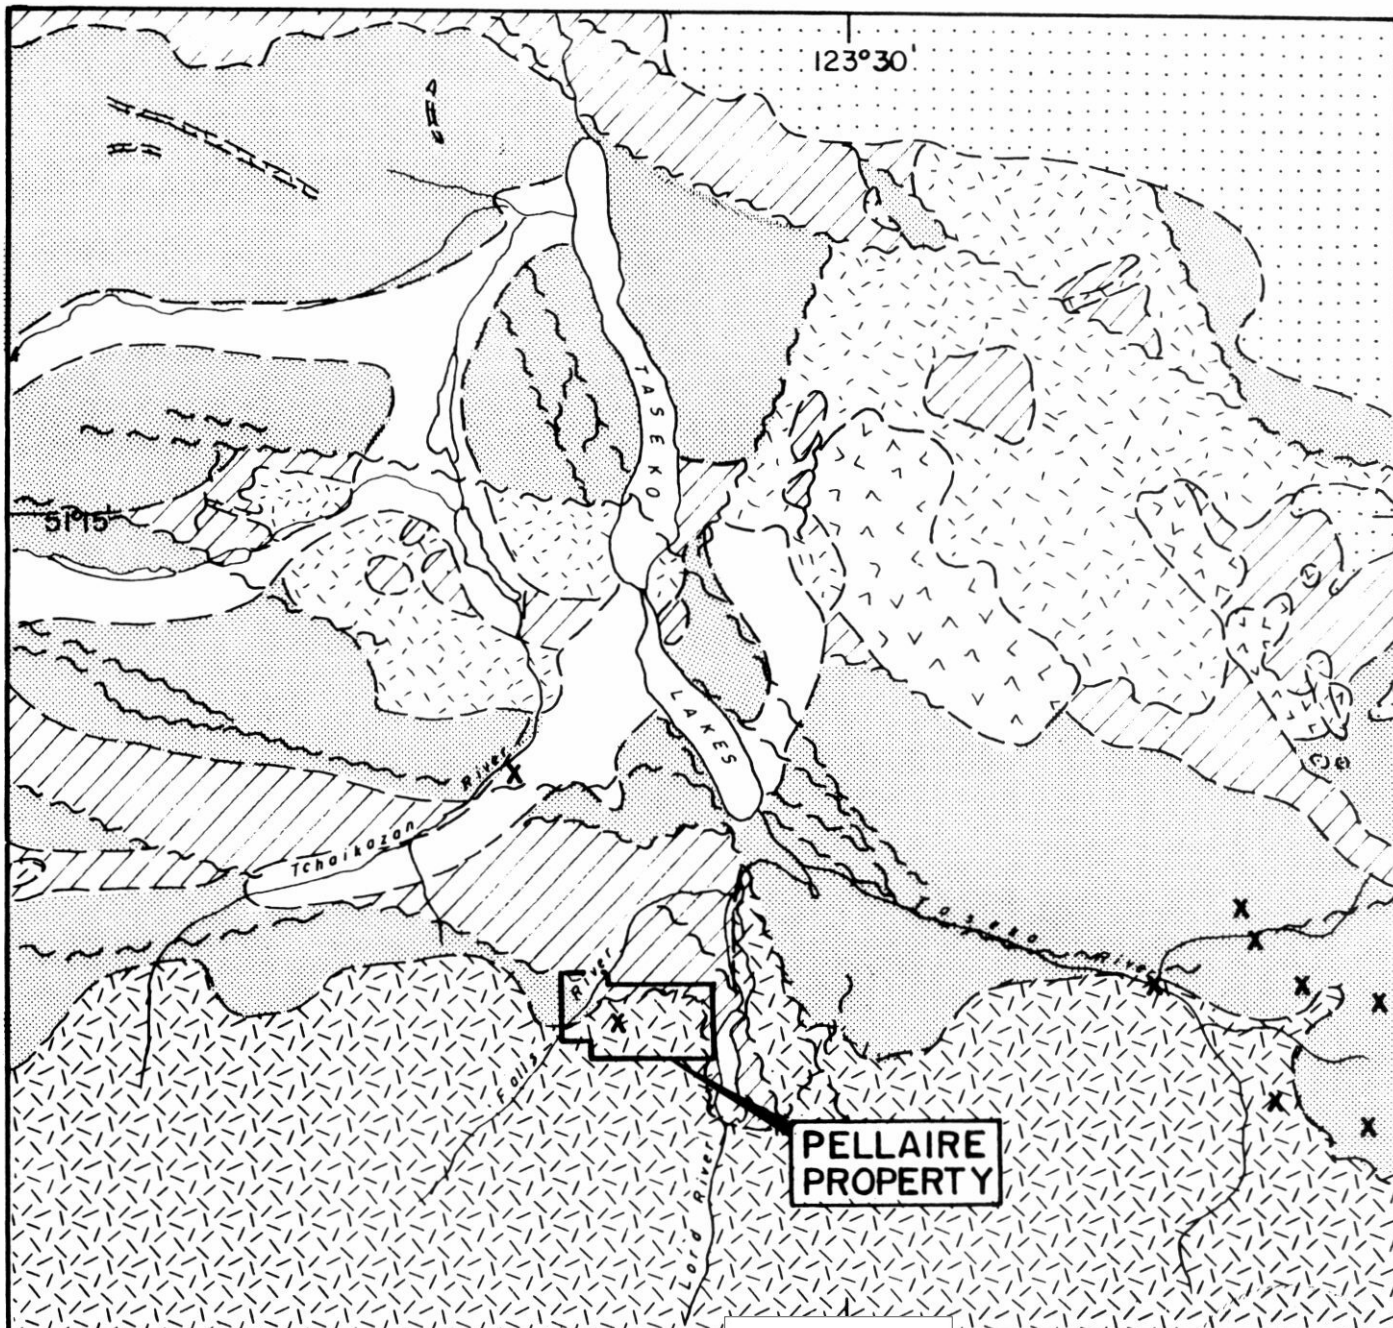 123°30'
TASEKO
51°15'
LAKES
Tchaikazan River
Taseko River
Falls River
Lord River
PELLAIRE
PROPERTY